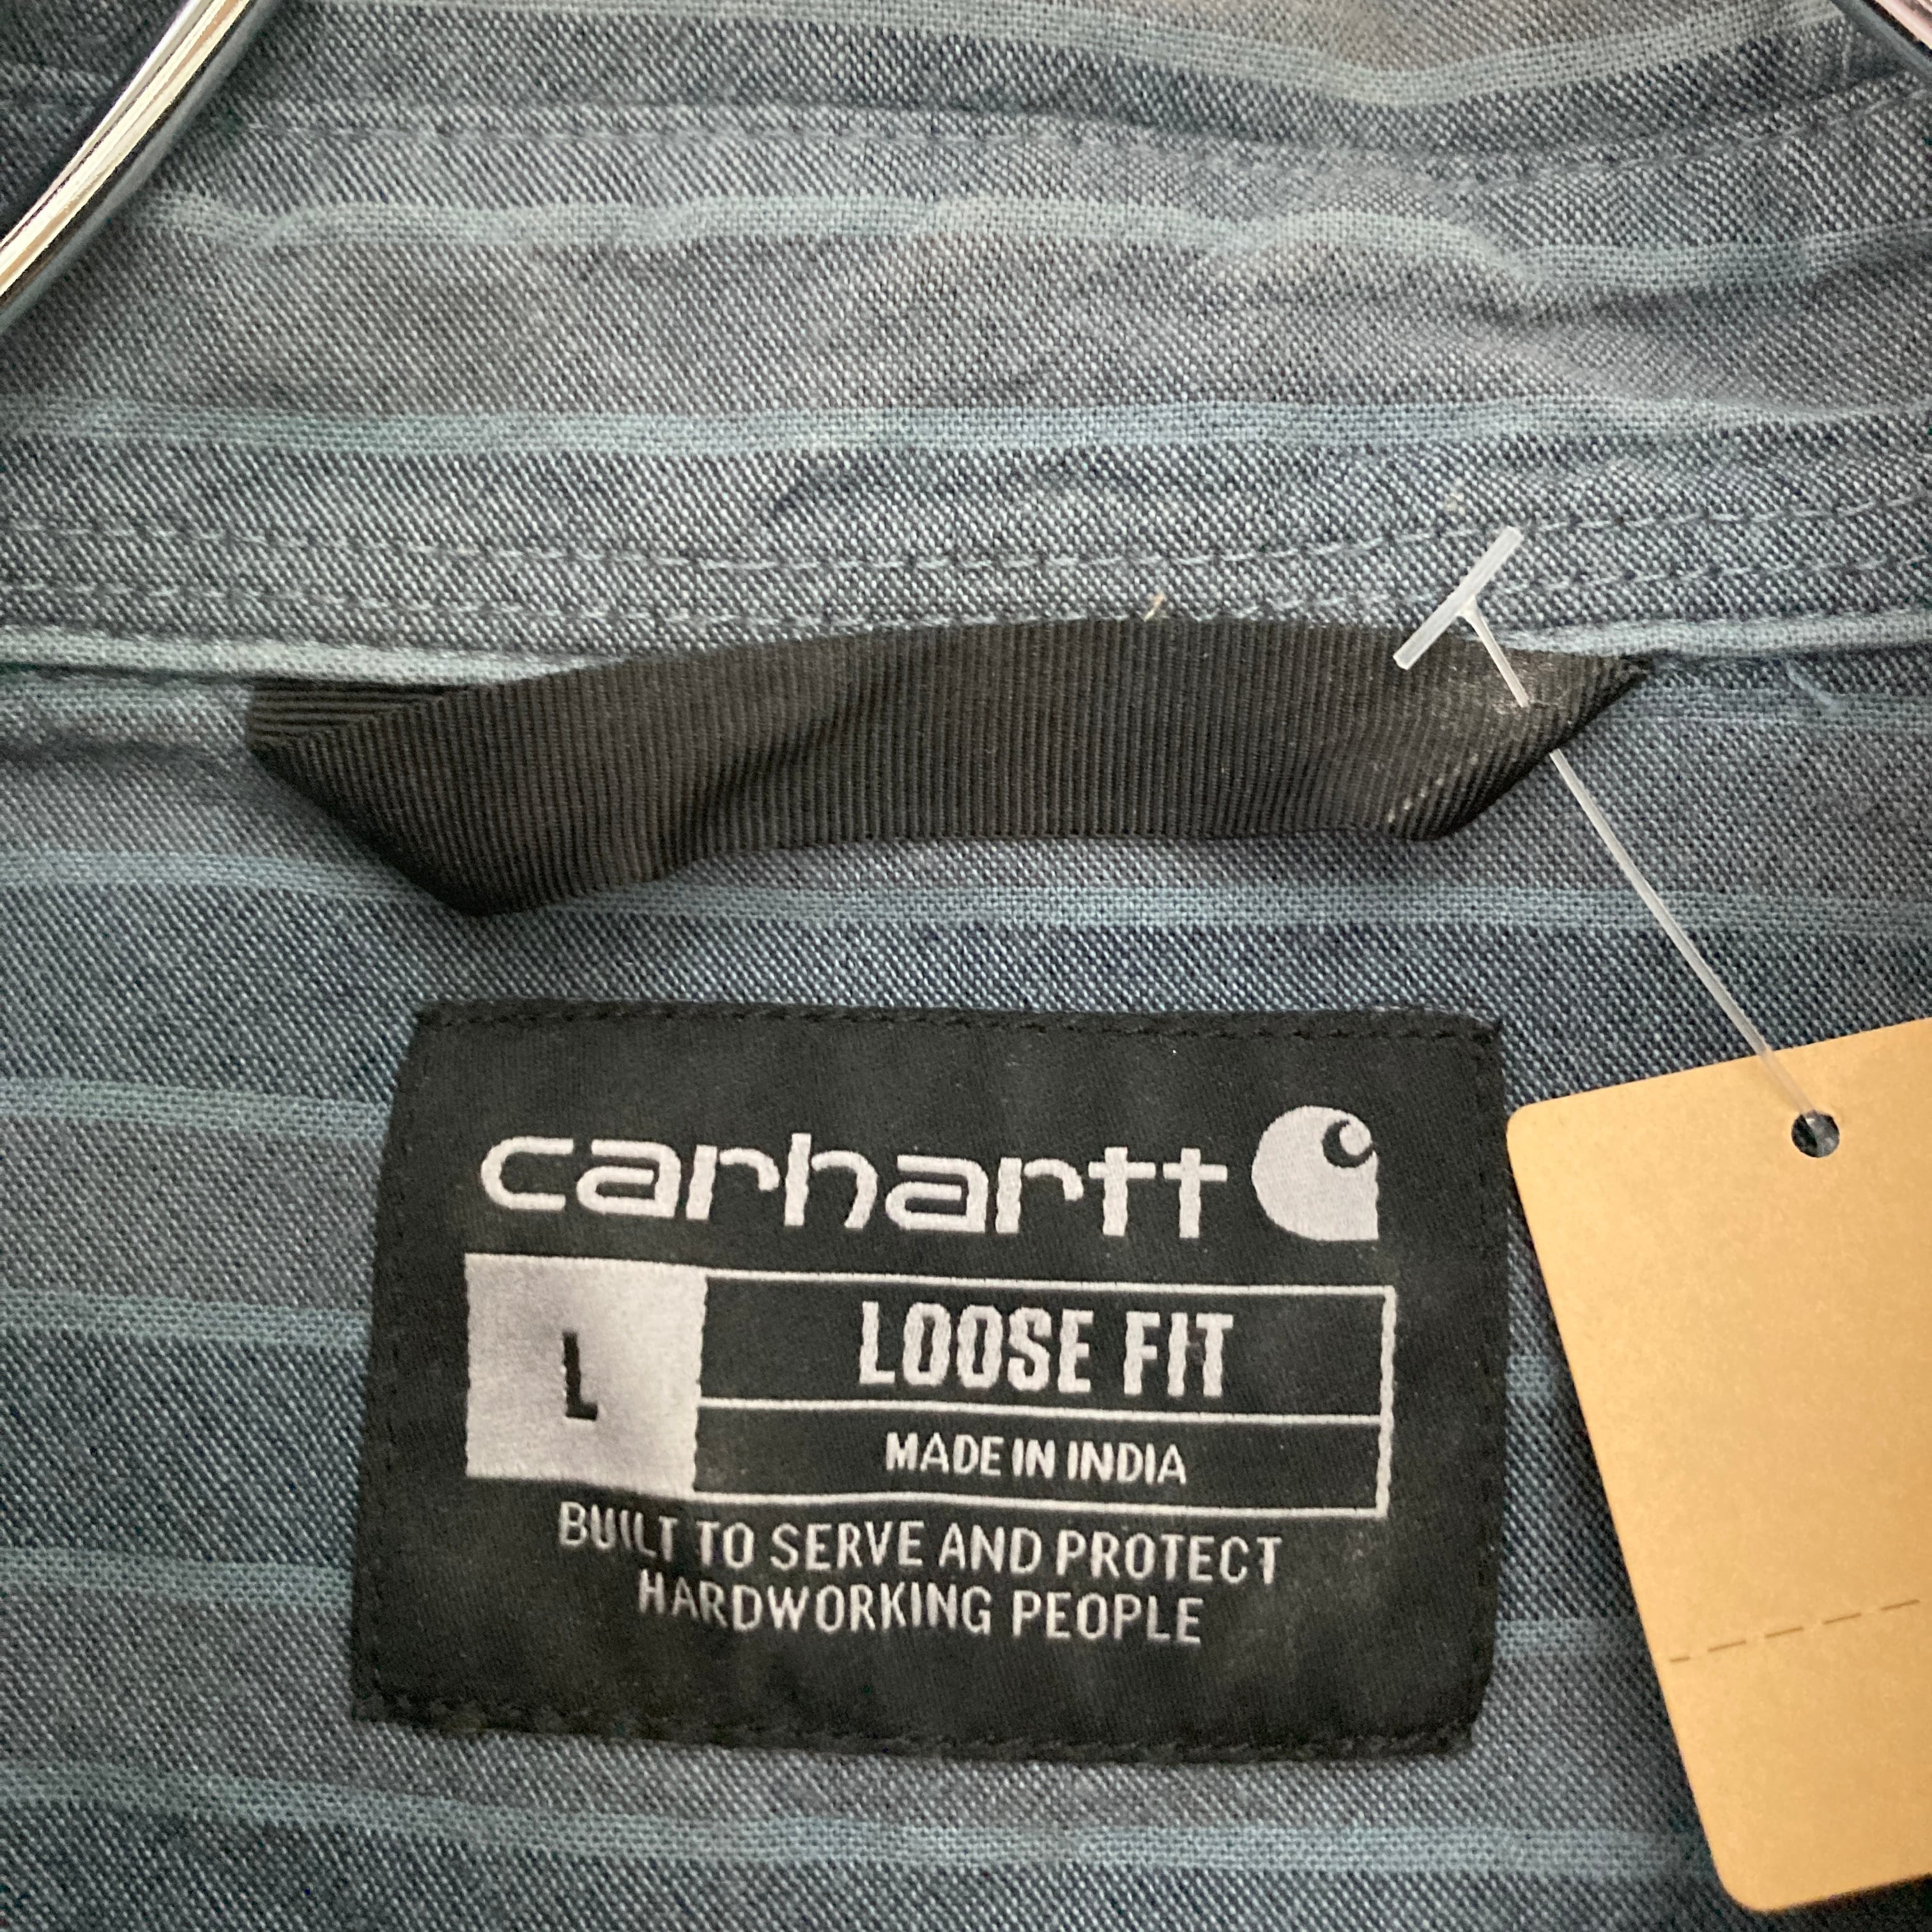 carhartt
L
LOOSE FIT
MADE IN INDIA
BUILT TO SERVE AND PROTECT
HARDWORKING PEOPLE